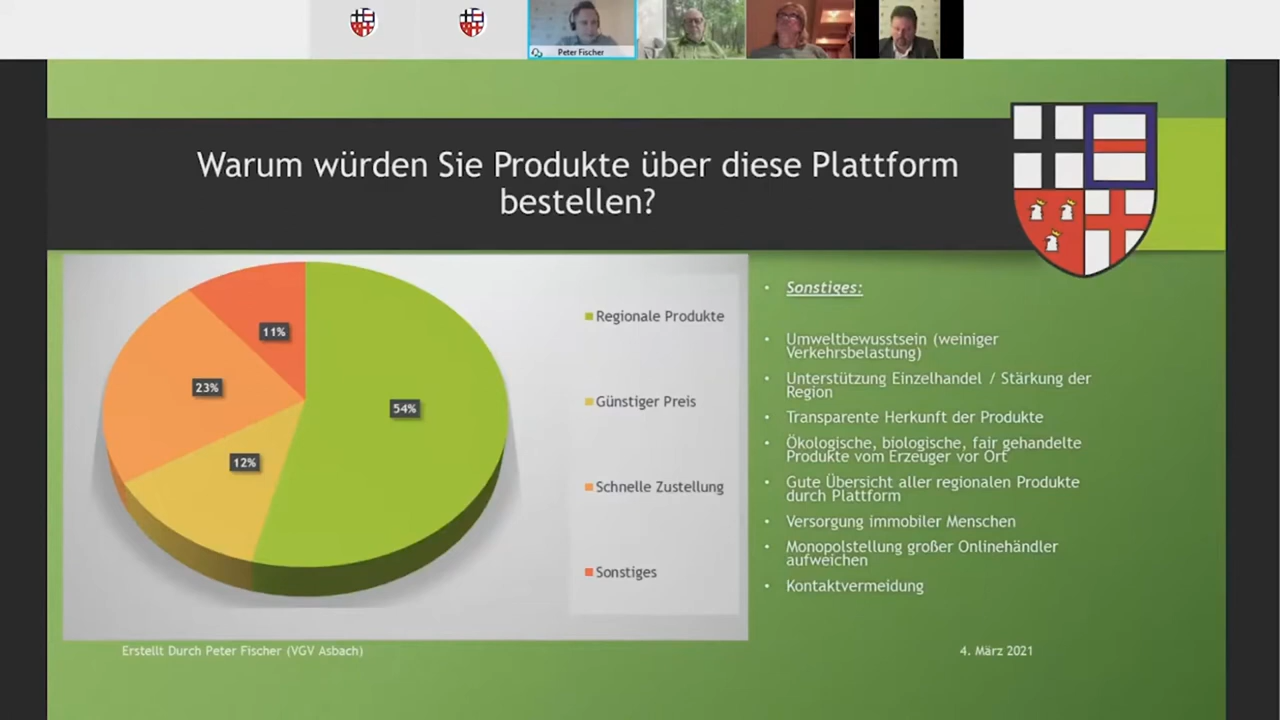 Peter Fischer
Warum würden Sie Produkte über diese Plattform
bestellen?
11%
23%
54%
12%
Regionale Produkte
Günstiger Preis
Schnelle Zustellung
Sonstiges
Sonstiges:
Umweltbewusstsein (weiniger
Verkehrsbelastung)
Unterstützung Einzelhandel / Stärkung der
Region
Transparente Herkunft der Produkte
Ökologische, biologische, fair gehandelte
Produkte vom Erzeuger vor Ort
Gute Übersicht aller regionalen Produkte
durch Plattform
Versorgung immobiler Menschen
Monopolstellung großer Onlinehändler
aufweichen
Kontaktvermeidung
Erstellt Durch Peter Fischer (VGV Asbach)
4. März 2021